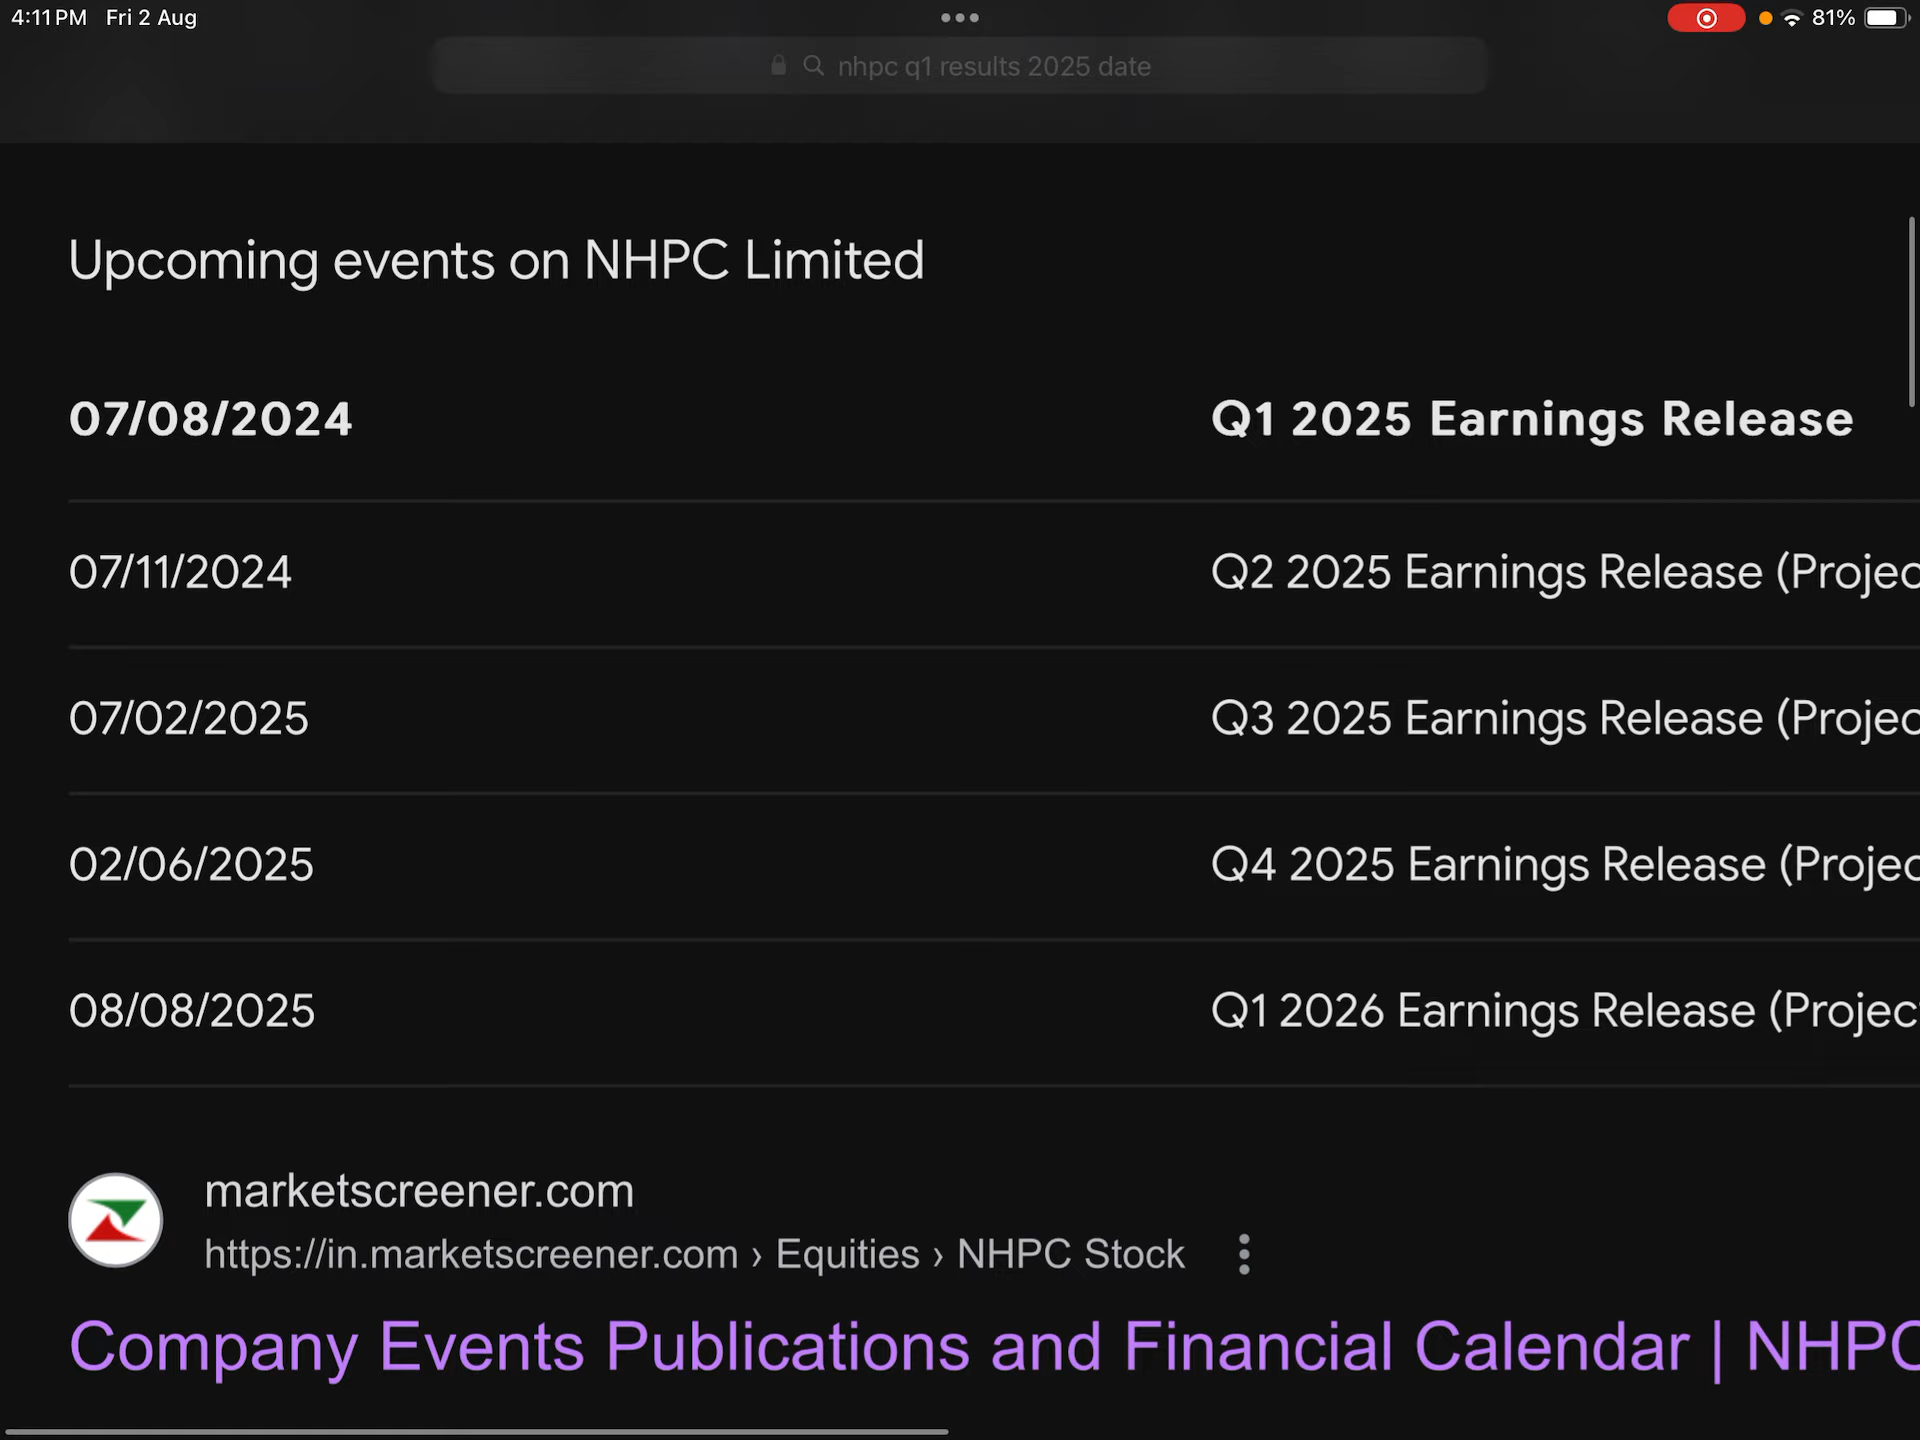 4:11 PM Fri 2 Aug
81%
nhpc q1 results 2025 date
Upcoming events on NHPC Limited
07/08/2024 Q1 2025 Earnings Release
07/11/2024 Q2 2025 Earnings Release (Projec
07/02/2025 Q3 2025 Earnings Release (Projec
02/06/2025 Q4 2025 Earnings Release (Projec
08/08/2025 Q1 2026 Earnings Release (Project
marketscreener.com
https://in.marketscreener.com › Equities › NHPC Stock
Company Events Publications and Financial Calendar | NHPC